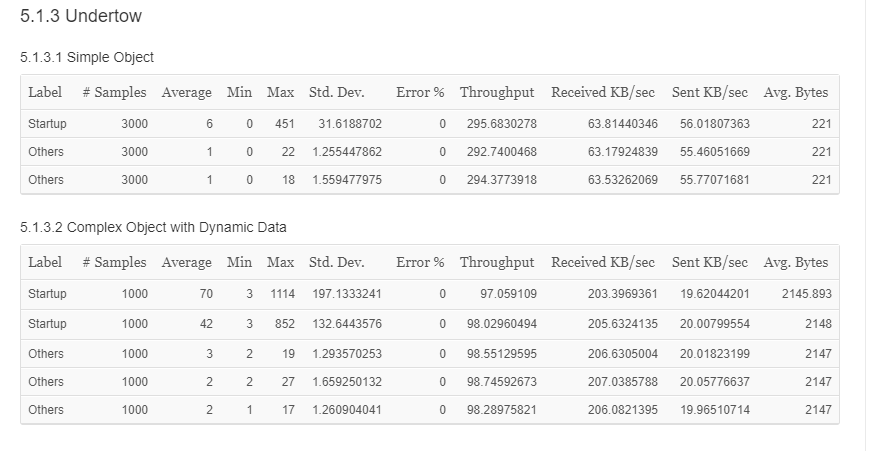 5.1.3 Undertow
5.1.3.1 Simple Object
Label # Samples Average Min Max Std. Dev. Error % Throughput Received KB/sec Sent KB/sec Avg. Bytes
Startup 3000 6 0 451 31.6188702 0 295.6830278 63.81440346 56.01807363 221
Others 3000 1 0 22 1.255447862 0 292.7400468 63.17924839 55.46051669 221
Others 3000 1 0 18 1.559477975 0 294.3773918 63.53262069 55.77071681 221
5.1.3.2 Complex Object with Dynamic Data
Label # Samples Average Min Max Std. Dev. Error % Throughput Received KB/sec Sent KB/sec Avg. Bytes
Startup 1000 70 3 1114 197.1333241 0 97.059109 203.3969361 19.62044201 2145.893
Startup 1000 42 3 852 132.6443576 0 98.02960494 205.6324135 20.00799554 2148
Others 1000 3 2 19 1.293570253 0 98.55129595 206.6305004 20.01823199 2147
Others 1000 2 2 27 1.659250132 0 98.74592673 207.0385788 20.05776637 2147
Others 1000 2 1 17 1.260904041 0 98.28975821 206.0821395 19.96510714 2147